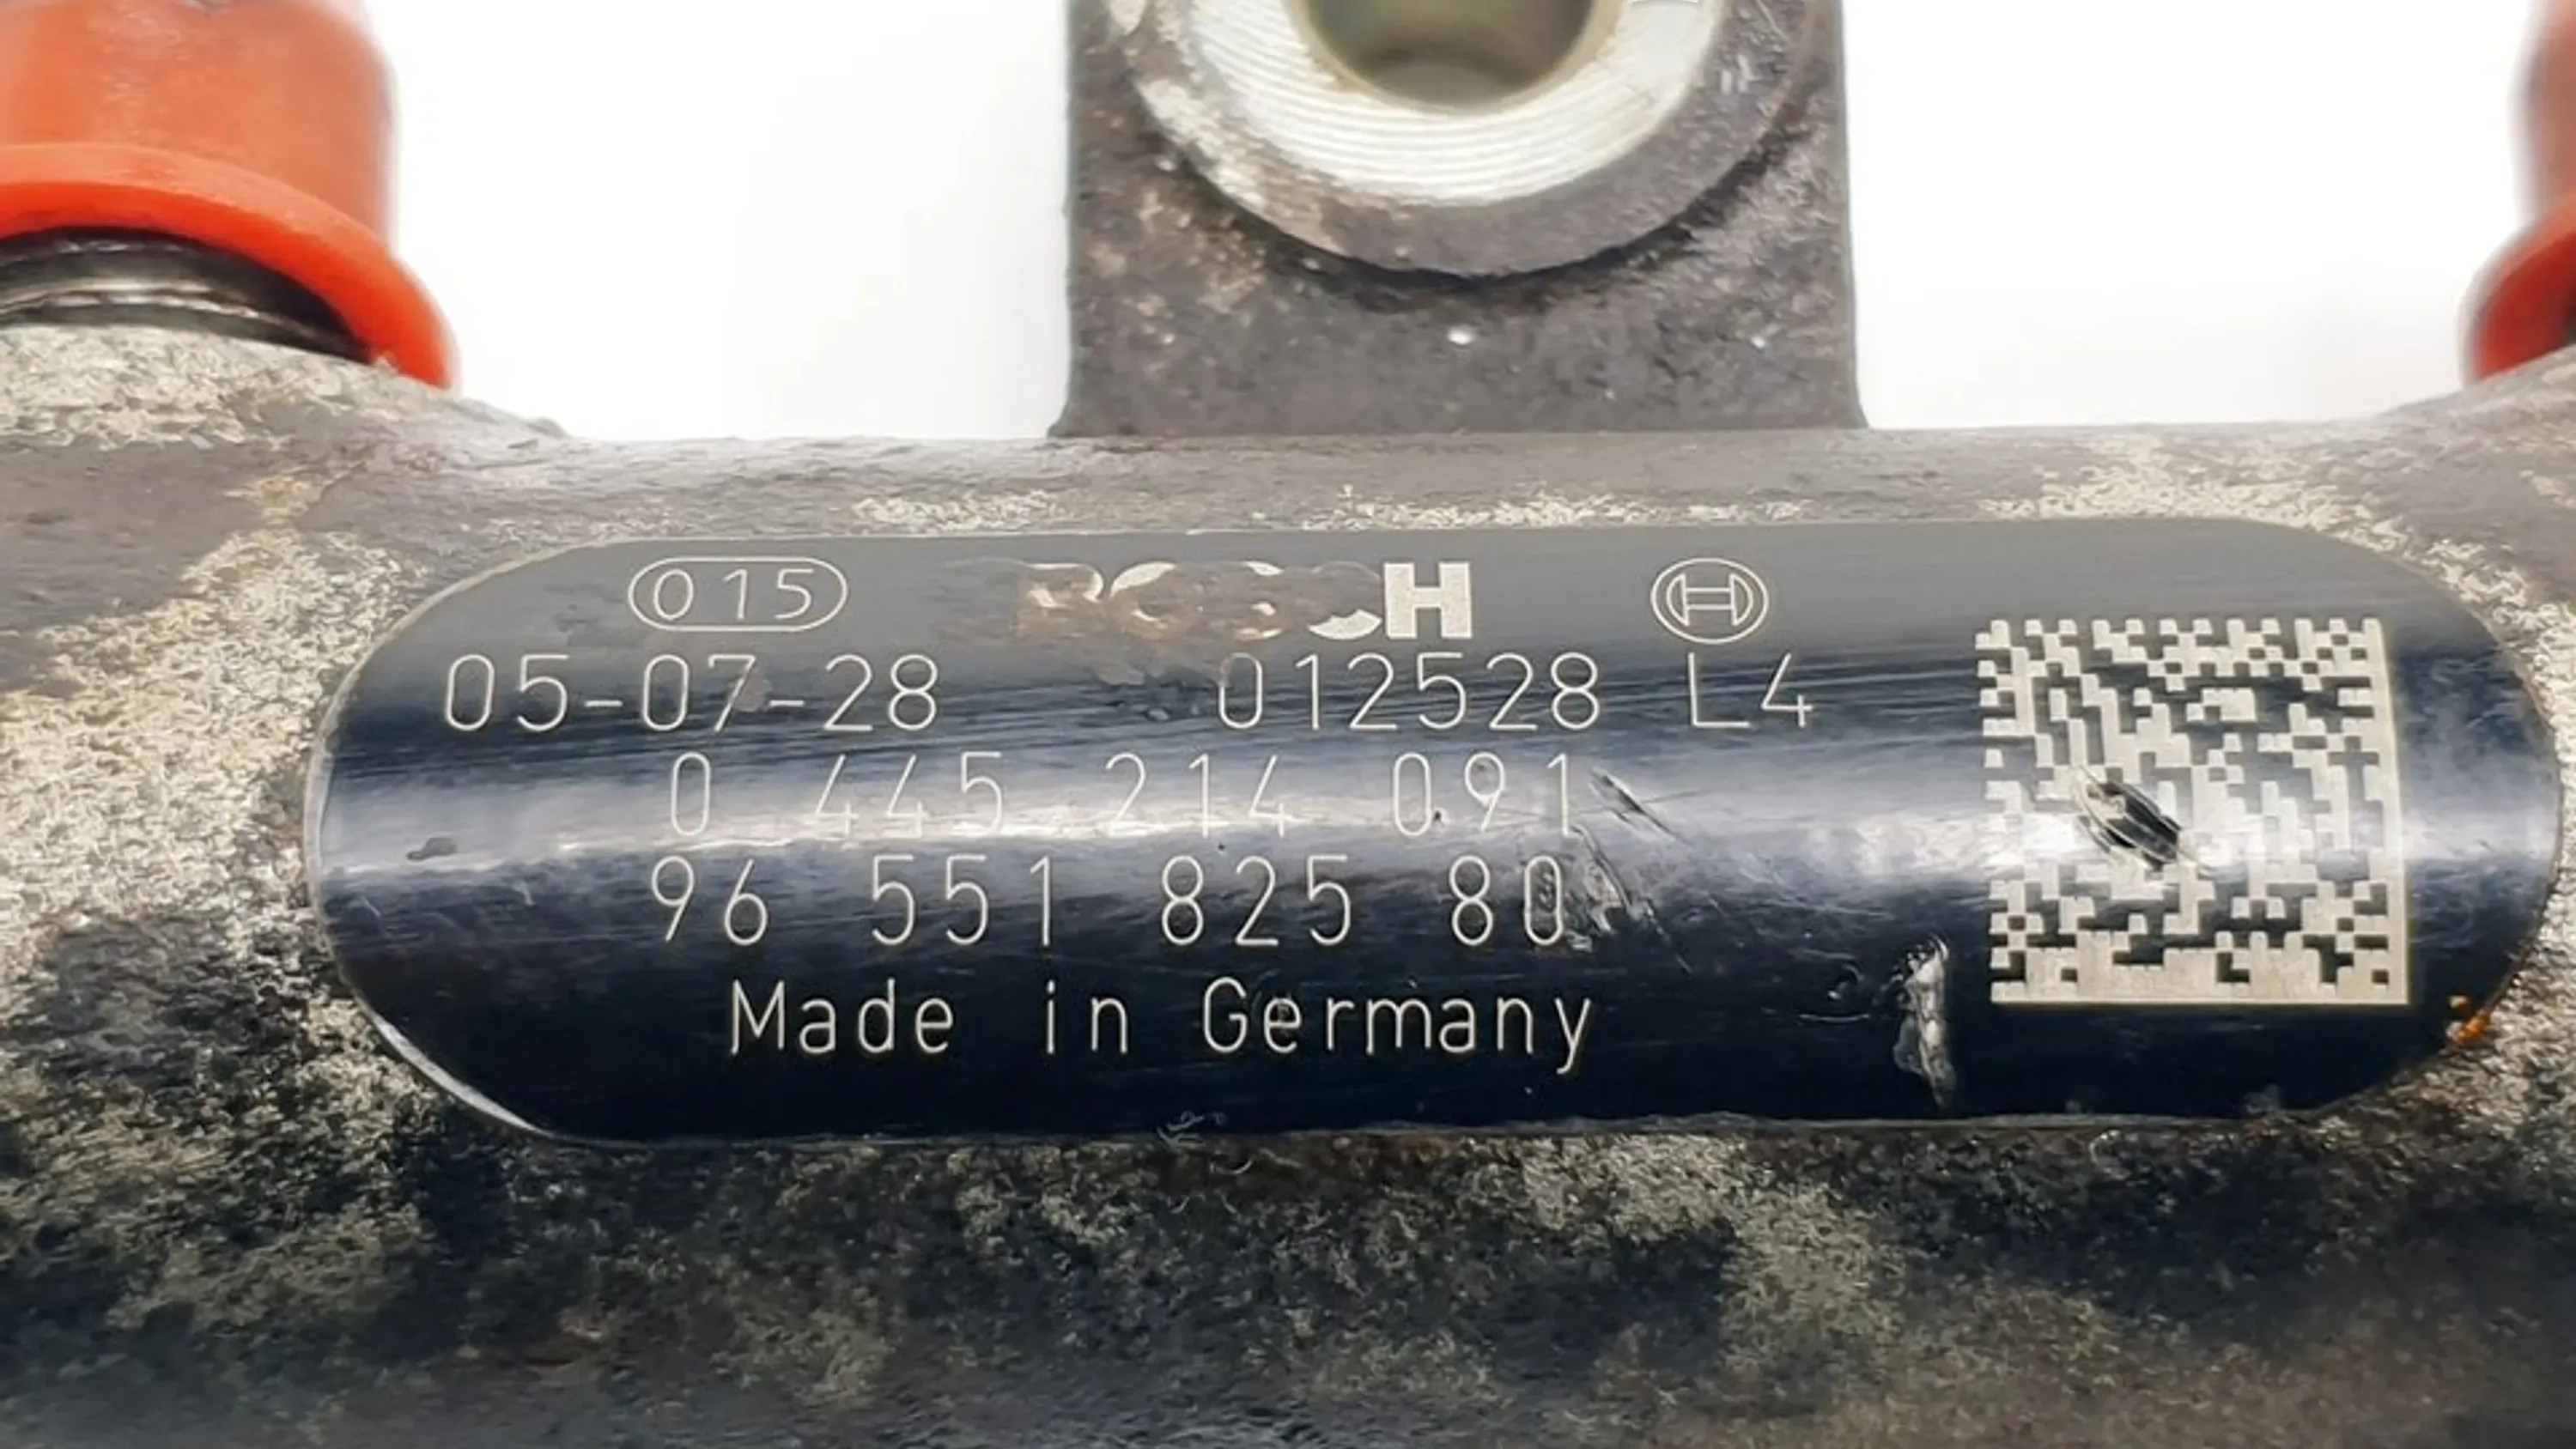 015 BOSCH
05-07-28 012528 L4
0 445 214 091
96 551 825 80
Made in Germany